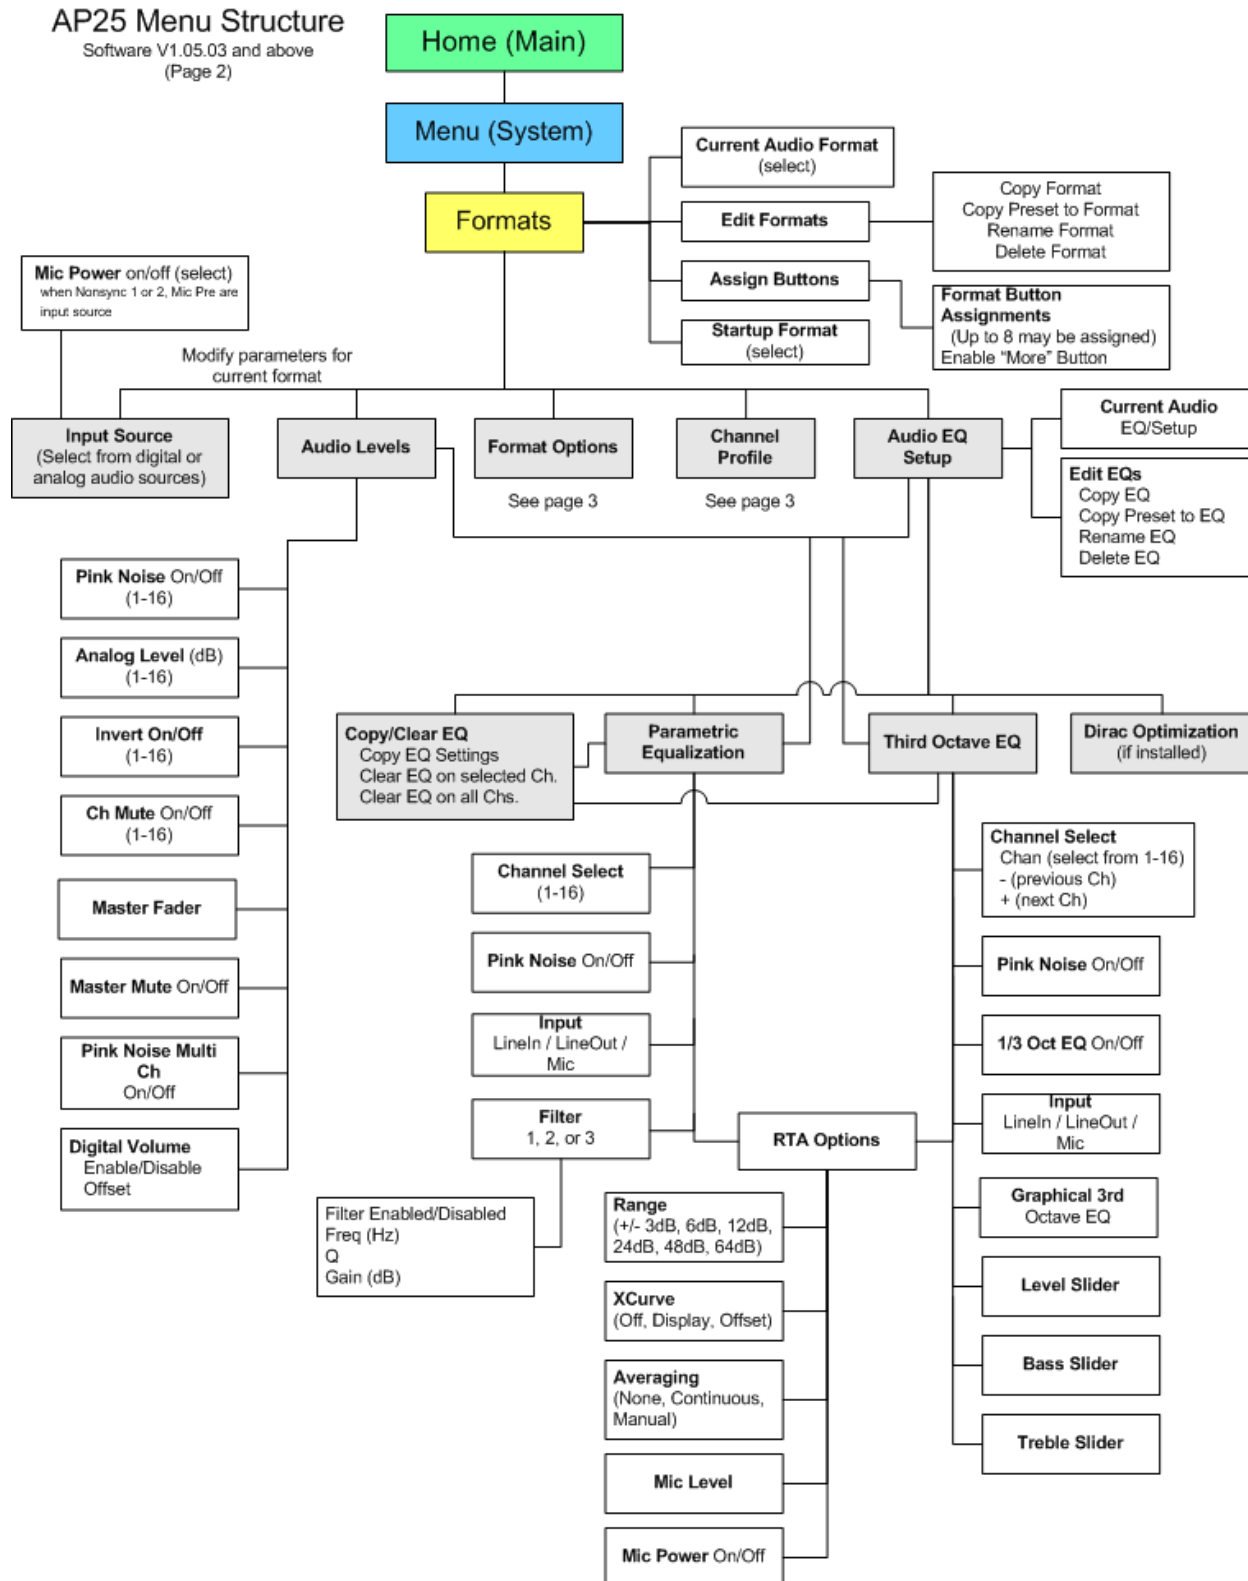 AP25 Menu Structure
Software V1.05.03 and above
(Page 2)
Home (Main)
Menu (System)
Formats
Current Audio Format
(select)
Edit Formats
Copy Format
Copy Preset to Format
Rename Format
Delete Format
Assign Buttons
Format Button
Assignments
(Up to 8 may be assigned)
Enable “More” Button
Startup Format
(select)
Mic Power on/off (select)
when Nonsync 1 or 2, Mic Pre are
input source
Modify parameters for
current format
Input Source
(Select from digital or
analog audio sources)
Audio Levels
Format Options
See page 3
Channel
Profile
See page 3
Audio EQ
Setup
Current Audio
EQ/Setup
Edit EQs
Copy EQ
Copy Preset to EQ
Rename EQ
Delete EQ
Pink Noise On/Off
(1-16)
Analog Level (dB)
(1-16)
Invert On/Off
(1-16)
Ch Mute On/Off
(1-16)
Master Fader
Master Mute On/Off
Pink Noise Multi
Ch
On/Off
Digital Volume
Enable/Disable
Offset
Copy/Clear EQ
Copy EQ Settings
Clear EQ on selected Ch.
Clear EQ on all Chs.
Parametric
Equalization
Third Octave EQ
Dirac Optimization
(if installed)
Channel Select
(1-16)
Pink Noise On/Off
Input
LineIn / LineOut /
Mic
Filter
1, 2, or 3
Filter Enabled/Disabled
Freq (Hz)
Q
Gain (dB)
RTA Options
Range
(+/- 3dB, 6dB, 12dB,
24dB, 48dB, 64dB)
XCurve
(Off, Display, Offset)
Averaging
(None, Continuous,
Manual)
Mic Level
Mic Power On/Off
Channel Select
Chan (select from 1-16)
- (previous Ch)
+ (next Ch)
Pink Noise On/Off
1/3 Oct EQ On/Off
Input
LineIn / LineOut /
Mic
Graphical 3rd
Octave EQ
Level Slider
Bass Slider
Treble Slider